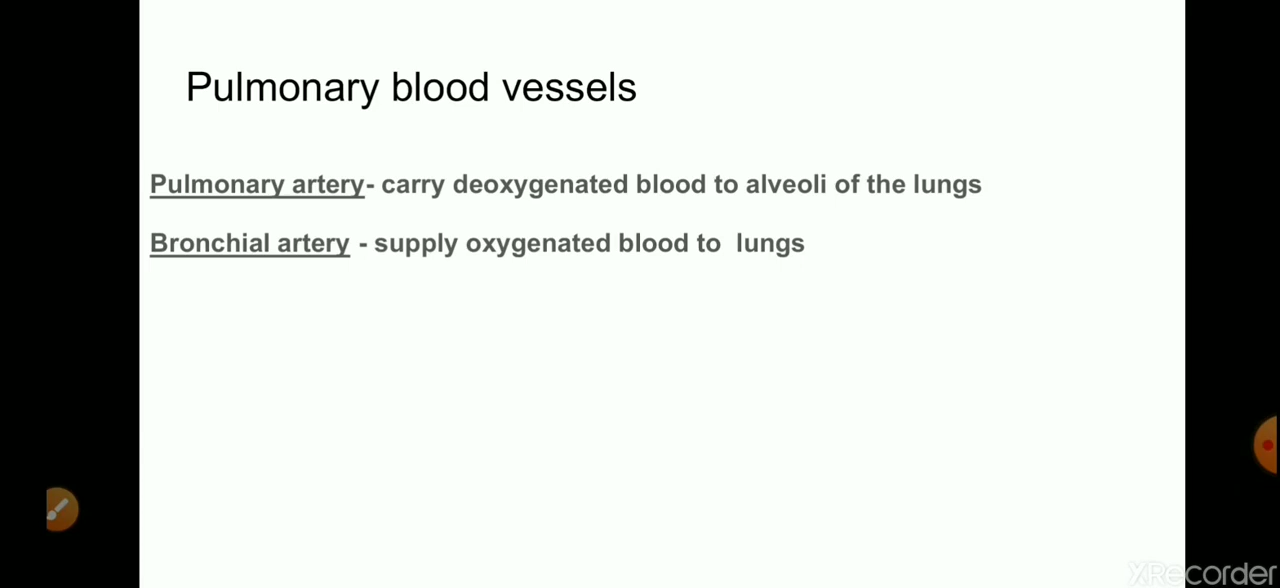 Pulmonary blood vessels
Pulmonary artery- carry deoxygenated blood to alveoli of the lungs
Bronchial artery - supply oxygenated blood to lungs
XRecorder